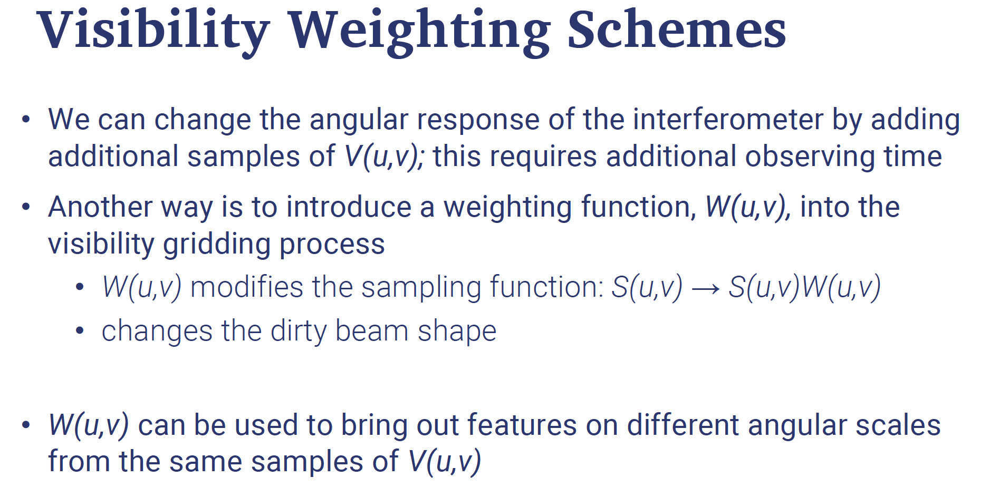 Visibility Weighting Schemes
• We can change the angular response of the interferometer by adding
additional samples of V(u,v); this requires additional observing time
• Another way is to introduce a weighting function, W(u,v), into the
visibility gridding process
• W(u,v) modifies the sampling function: S(u,v) → S(u,v)W(u,v)
• changes the dirty beam shape
• W(u,v) can be used to bring out features on different angular scales
from the same samples of V(u,v)